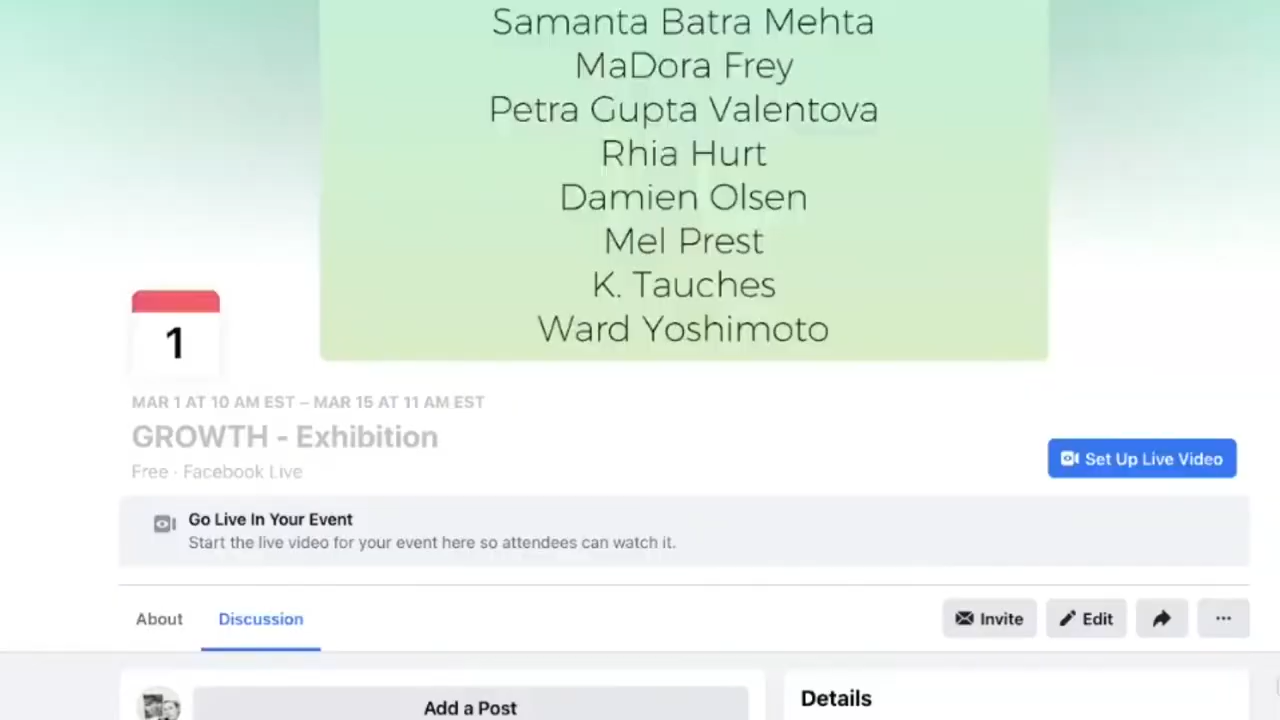 Samanta Batra Mehta
MaDora Frey
Petra Gupta Valentova
Rhia Hurt
Damien Olsen
Mel Prest
K. Tauches
Ward Yoshimoto
1
MAR 1 AT 10 AM EST – MAR 15 AT 11 AM EST
GROWTH - Exhibition
Free · Facebook Live
Set Up Live Video
Go Live In Your Event
Start the live video for your event here so attendees can watch it.
About Discussion Invite Edit
Add a Post
Details